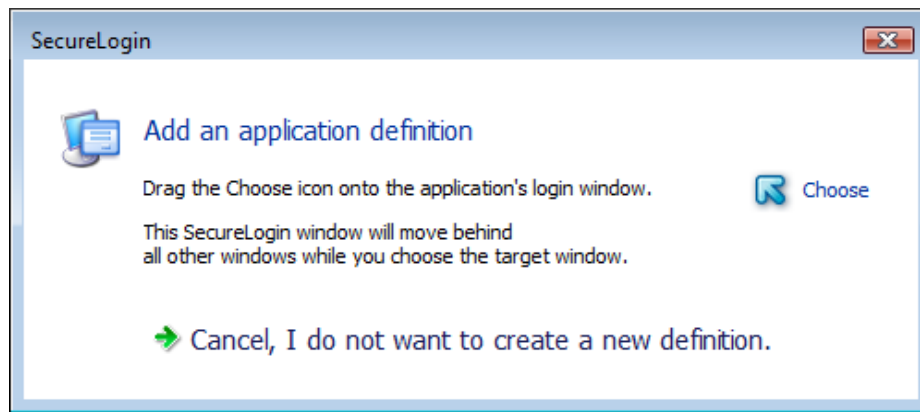 SecureLogin
Add an application definition
Drag the Choose icon onto the application's login window.
Choose
This SecureLogin window will move behind
all other windows while you choose the target window.
Cancel, I do not want to create a new definition.